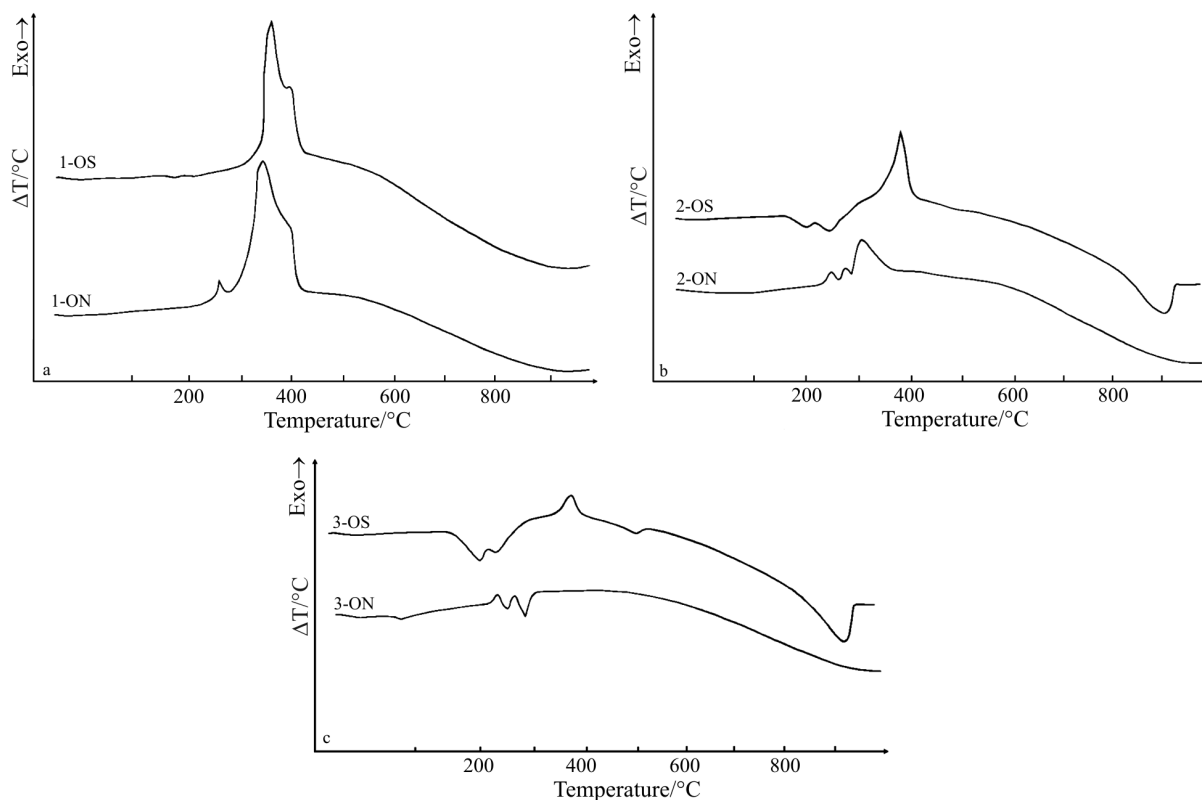 Exo→
ΔT/°C
1-OS
1-ON
a
200 400 600 800
Temperature/°C
Exo→
ΔT/°C
2-OS
2-ON
b
200 400 600 800
Temperature/°C
Exo→
ΔT/°C
3-OS
3-ON
c
200 400 600 800
Temperature/°C